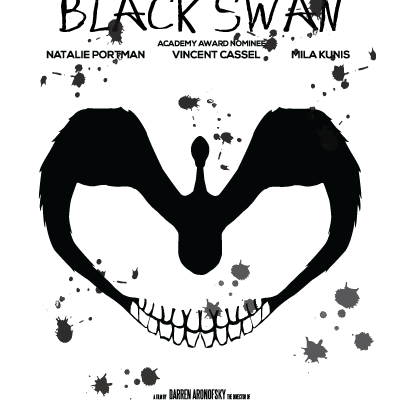 BLACK SWAN
ACADEMY AWARD NOMINEE
NATALIE PORTMAN VINCENT CASSEL MILA KUNIS
A FILM BY DARREN ARONOFSKY THE DIRECTOR OF